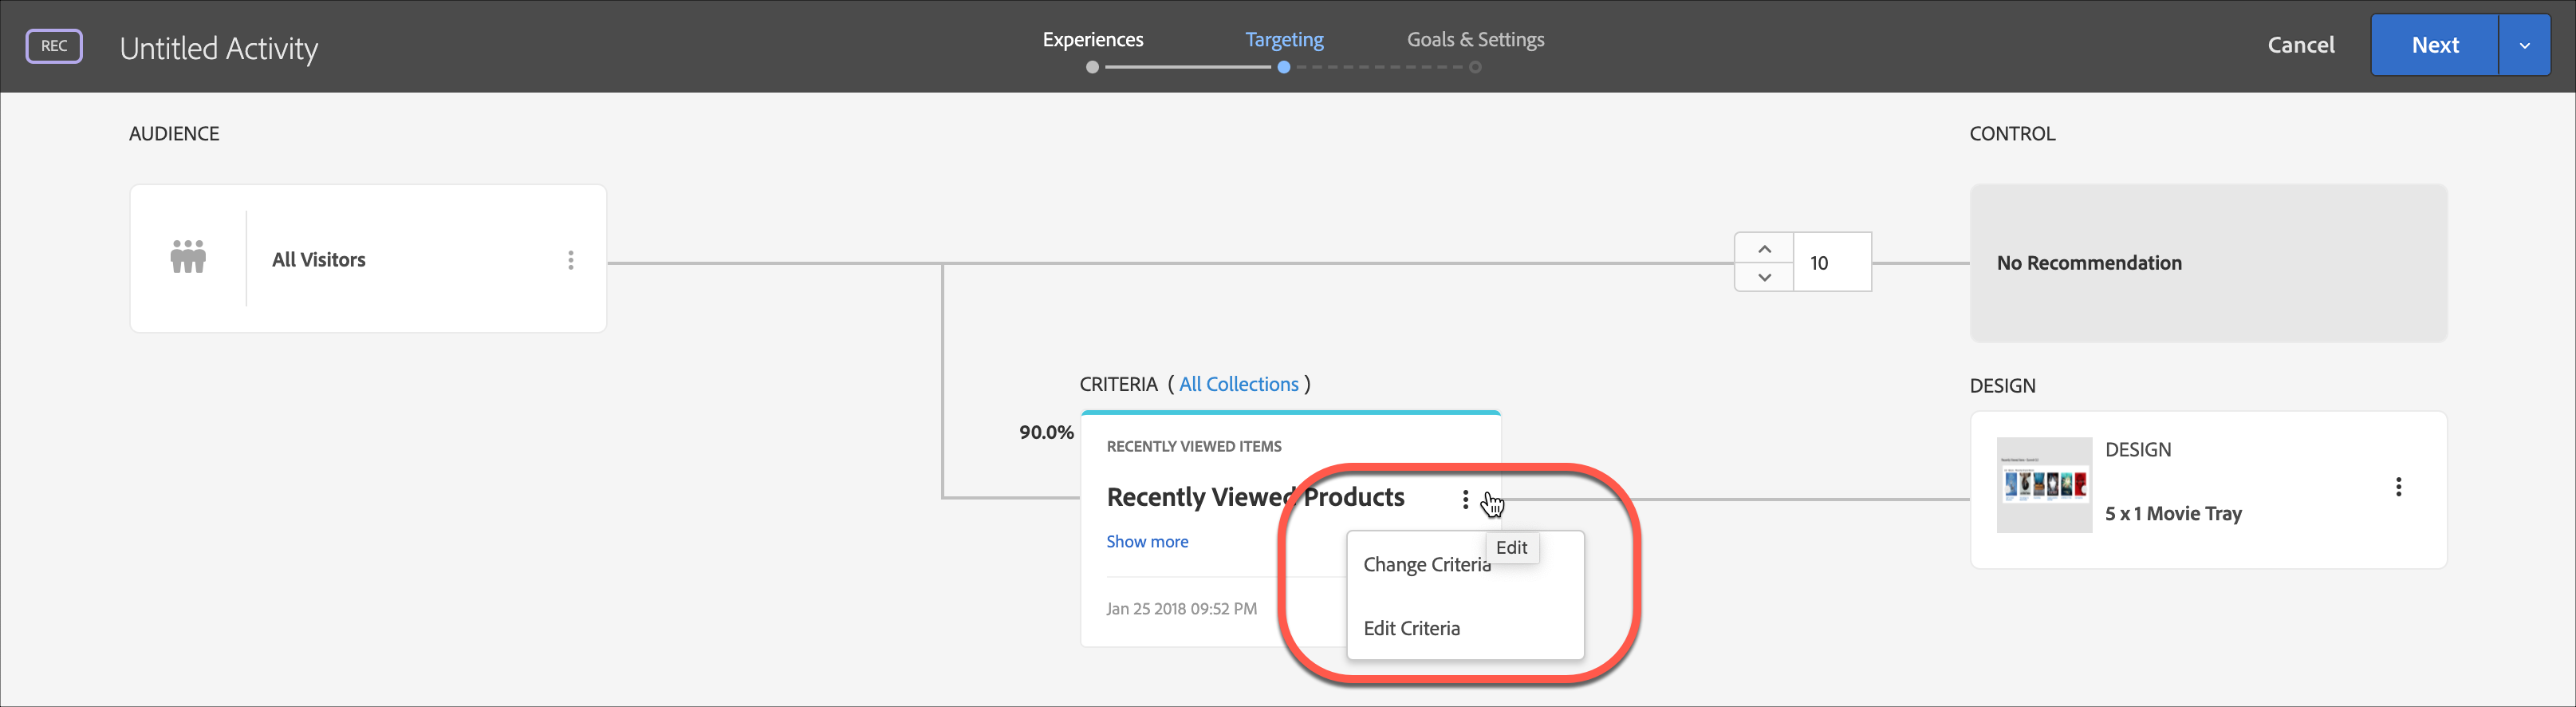 REC
Untitled Activity
Experiences
Targeting
Goals & Settings
Cancel
Next
AUDIENCE
CONTROL
All Visitors
10
No Recommendation
CRITERIA ( All Collections )
DESIGN
90.0%
RECENTLY VIEWED ITEMS
DESIGN
Recently Viewed Products
5 x 1 Movie Tray
Show more
Edit
Change Criteria
Jan 25 2018 09:52 PM
Edit Criteria